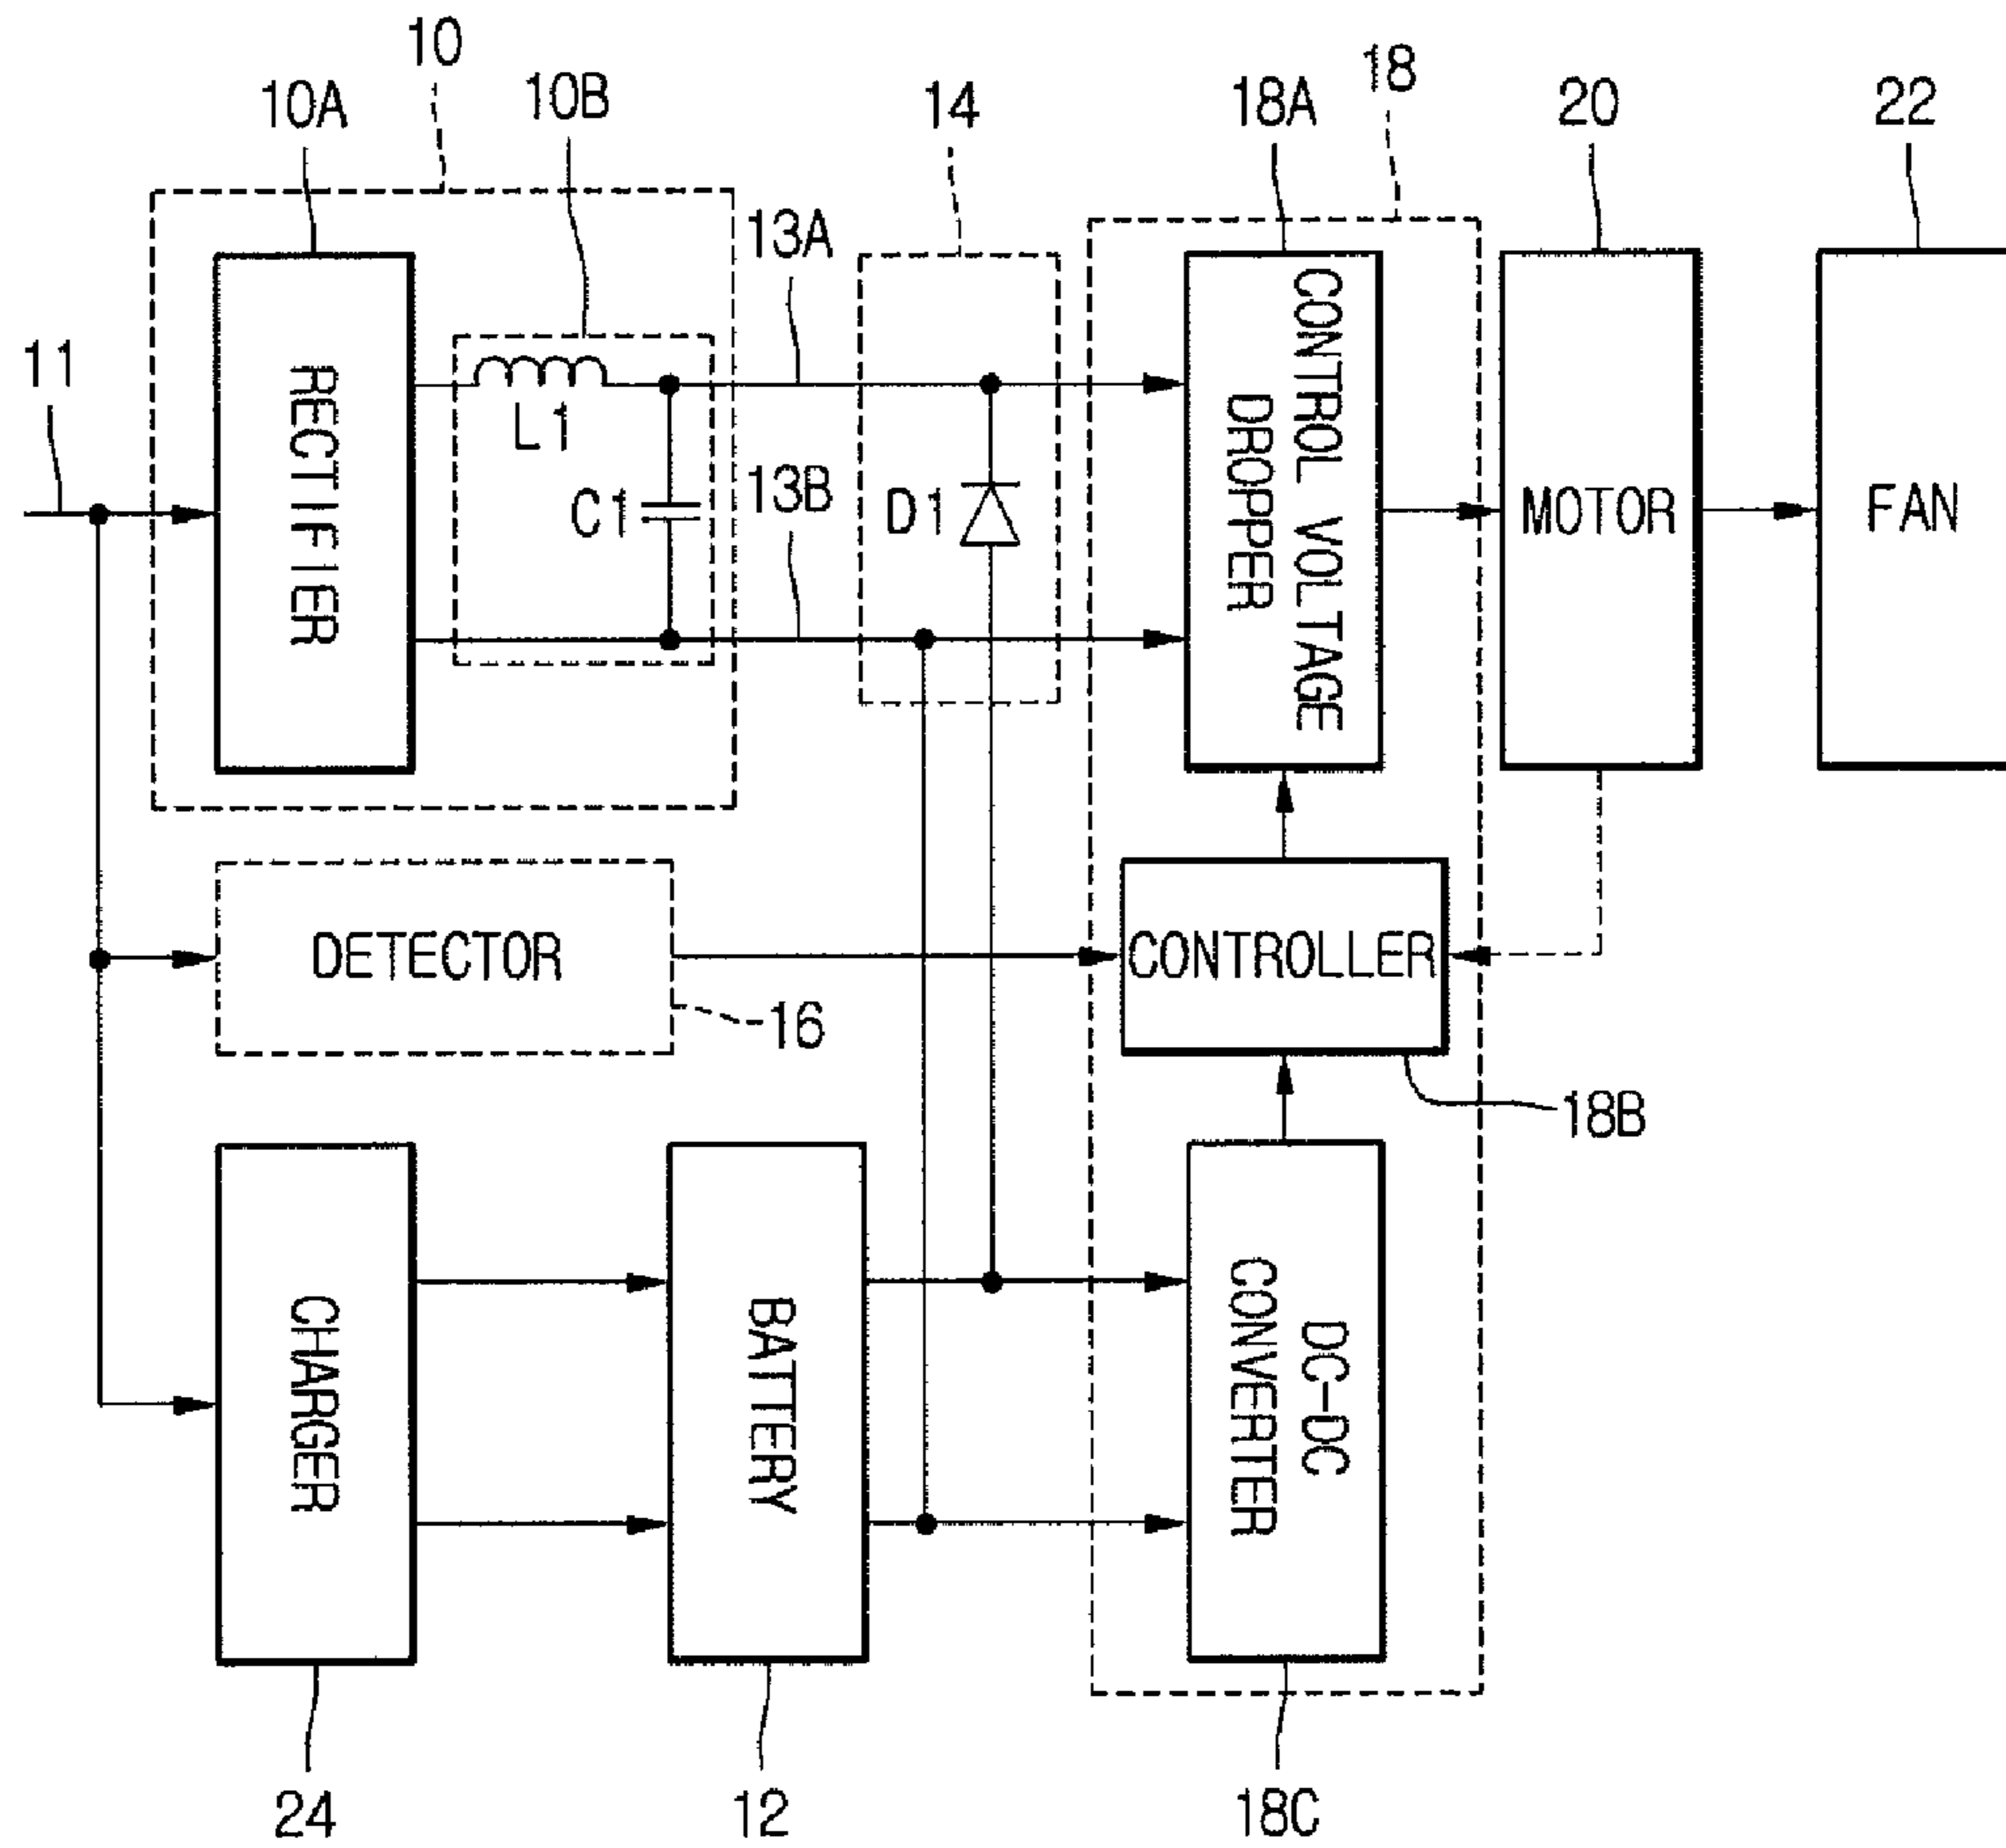 10
18
10A
10B
14
18A
20
22
13A
11
RECTIFIER
L1
CONTROL VOLTAGE
DROPPER
C1
13B
D1
MOTOR
FAN
DETECTOR
CONTROLLER
16
18B
CHARGER
BATTERY
DC-DC
CONVERTER
24
12
18C